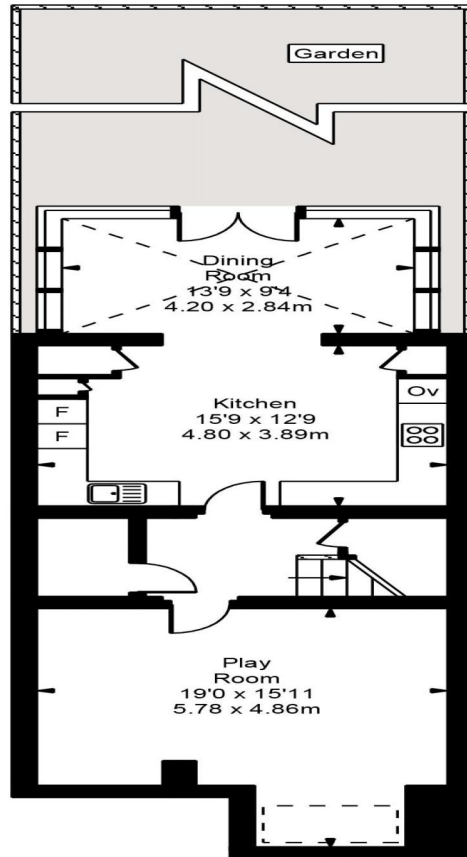 Garden
Dining
Room
13'9 x 9'4
4.20 x 2.84m
Ov
Kitchen
15'9 x 12'9
4.80 x 3.89m
F
F
Play
Room
19'0 x 15'11
5.78 x 4.86m